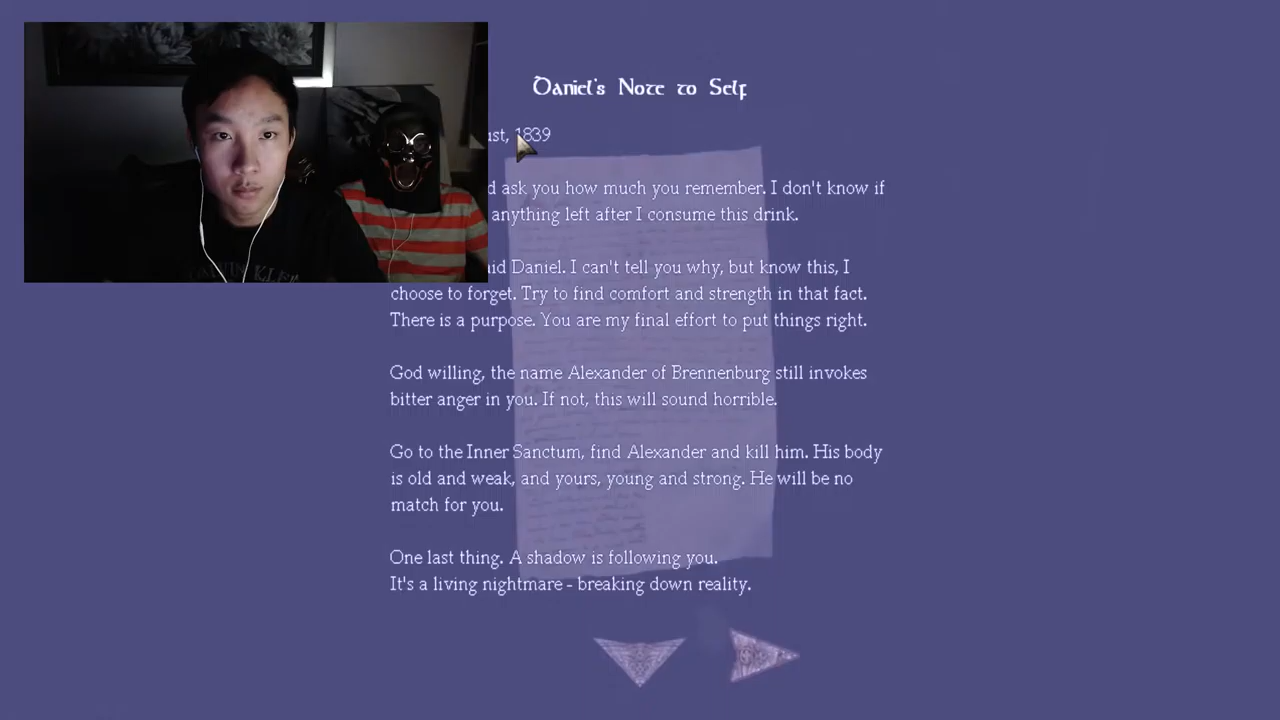 Daniel's Note to Self
ust, 1839
d ask you how much you remember. I don't know if
anything left after I consume this drink.
id Daniel. I can't tell you why, but know this, I
choose to forget. Try to find comfort and strength in that fact.
There is a purpose. You are my final effort to put things right.
God willing, the name Alexander of Brennenburg still invokes
bitter anger in you. If not, this will sound horrible.
Go to the Inner Sanctum, find Alexander and kill him. His body
is old and weak, and yours, young and strong. He will be no
match for you.
One last thing. A shadow is following you.
It's a living nightmare - breaking down reality.